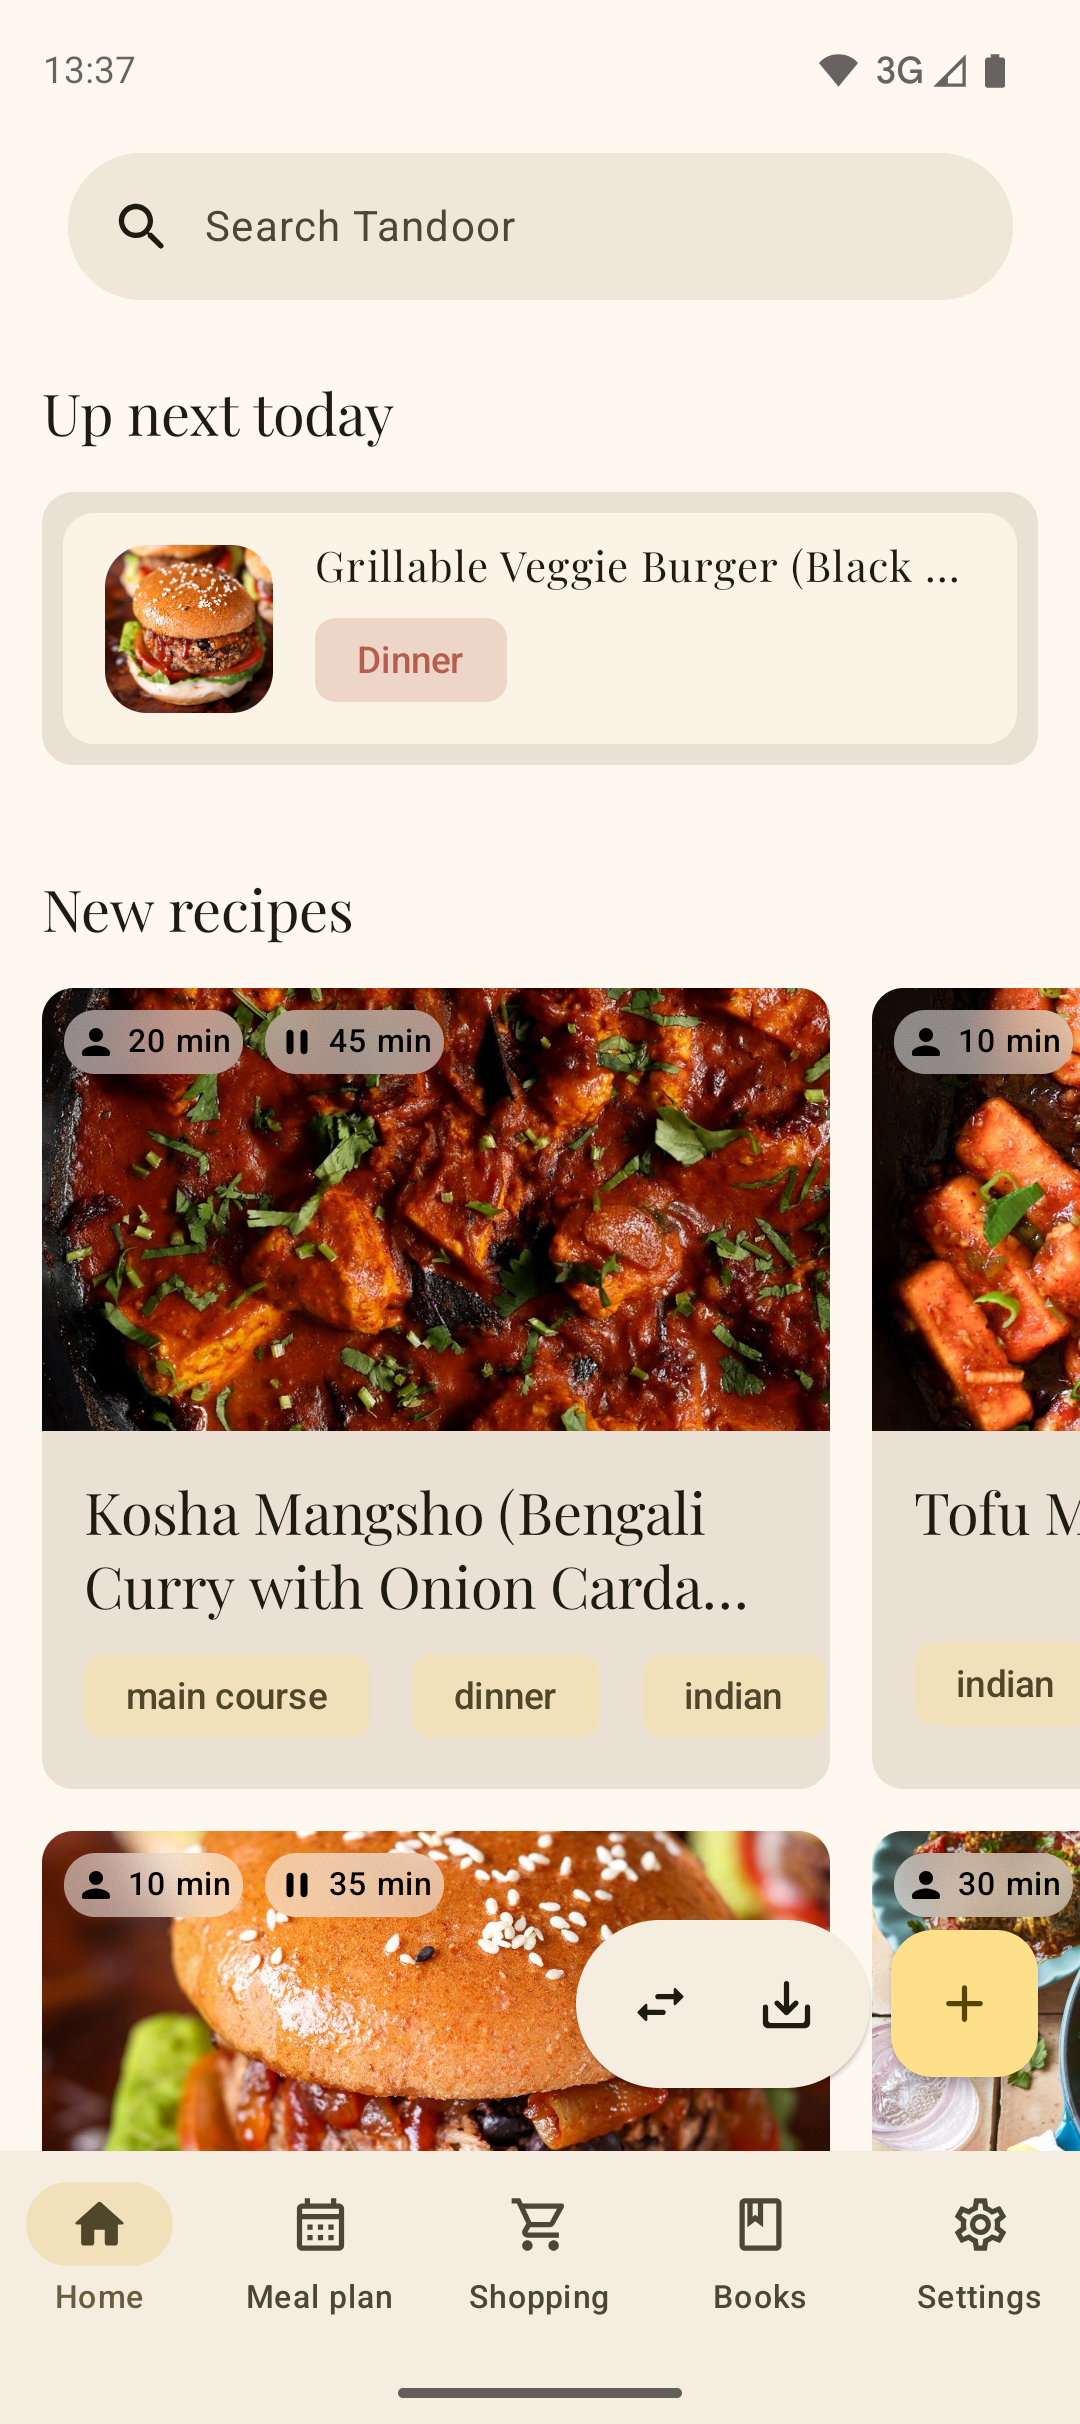 13:37
3G
Search Tandoor
Up next today
Grillable Veggie Burger (Black ...
Dinner
New recipes
20 min
45 min
10 min
Kosha Mangsho (Bengali
Curry with Onion Carda...
Tofu M
main course
dinner
indian
indian
10 min
35 min
30 min
Home
Meal plan
Shopping
Books
Settings